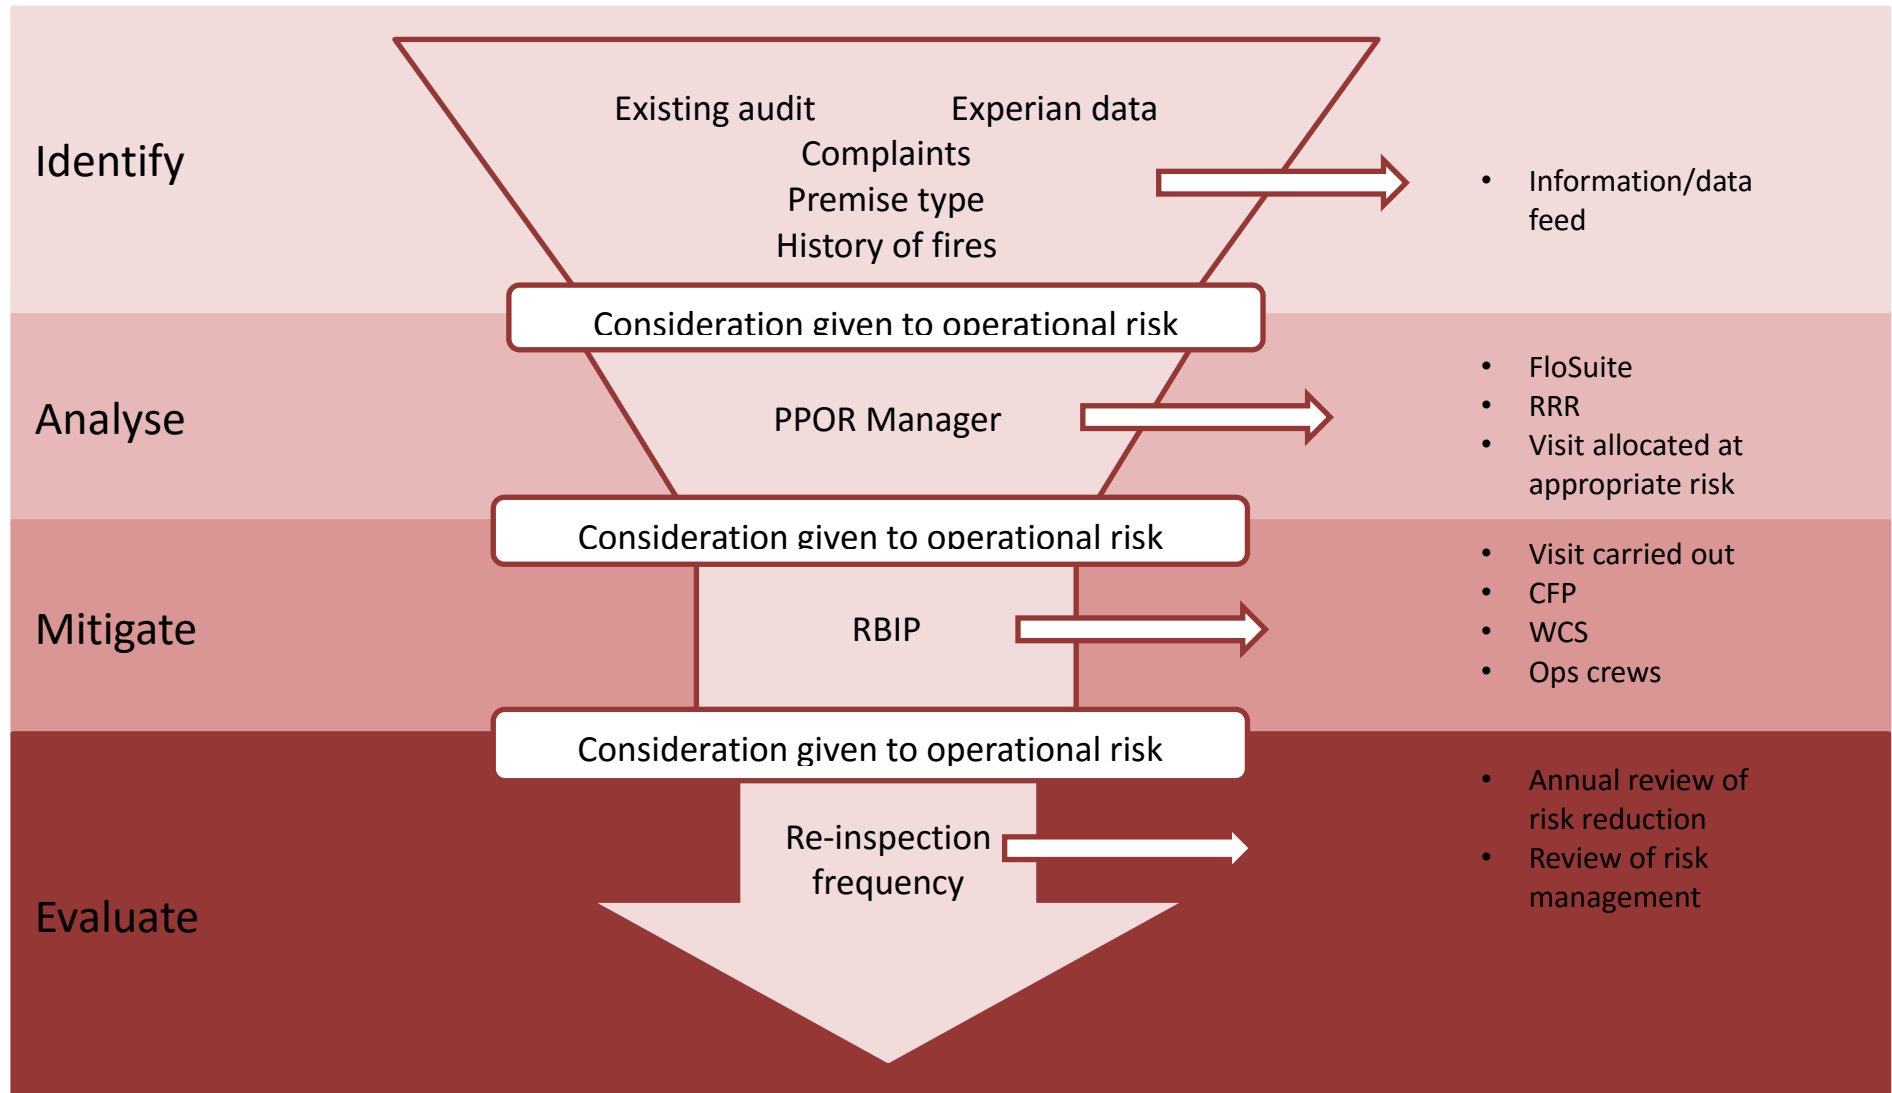 Identify
Existing audit Experian data
Complaints
Premise type
History of fires
• Information/data
feed
Consideration given to operational risk
Analyse
PPOR Manager
• FloSuite
• RRR
• Visit allocated at
appropriate risk
Consideration given to operational risk
Mitigate
RBIP
• Visit carried out
• CFP
• WCS
• Ops crews
Consideration given to operational risk
Evaluate
Re-inspection
frequency
• Annual review of
risk reduction
• Review of risk
management